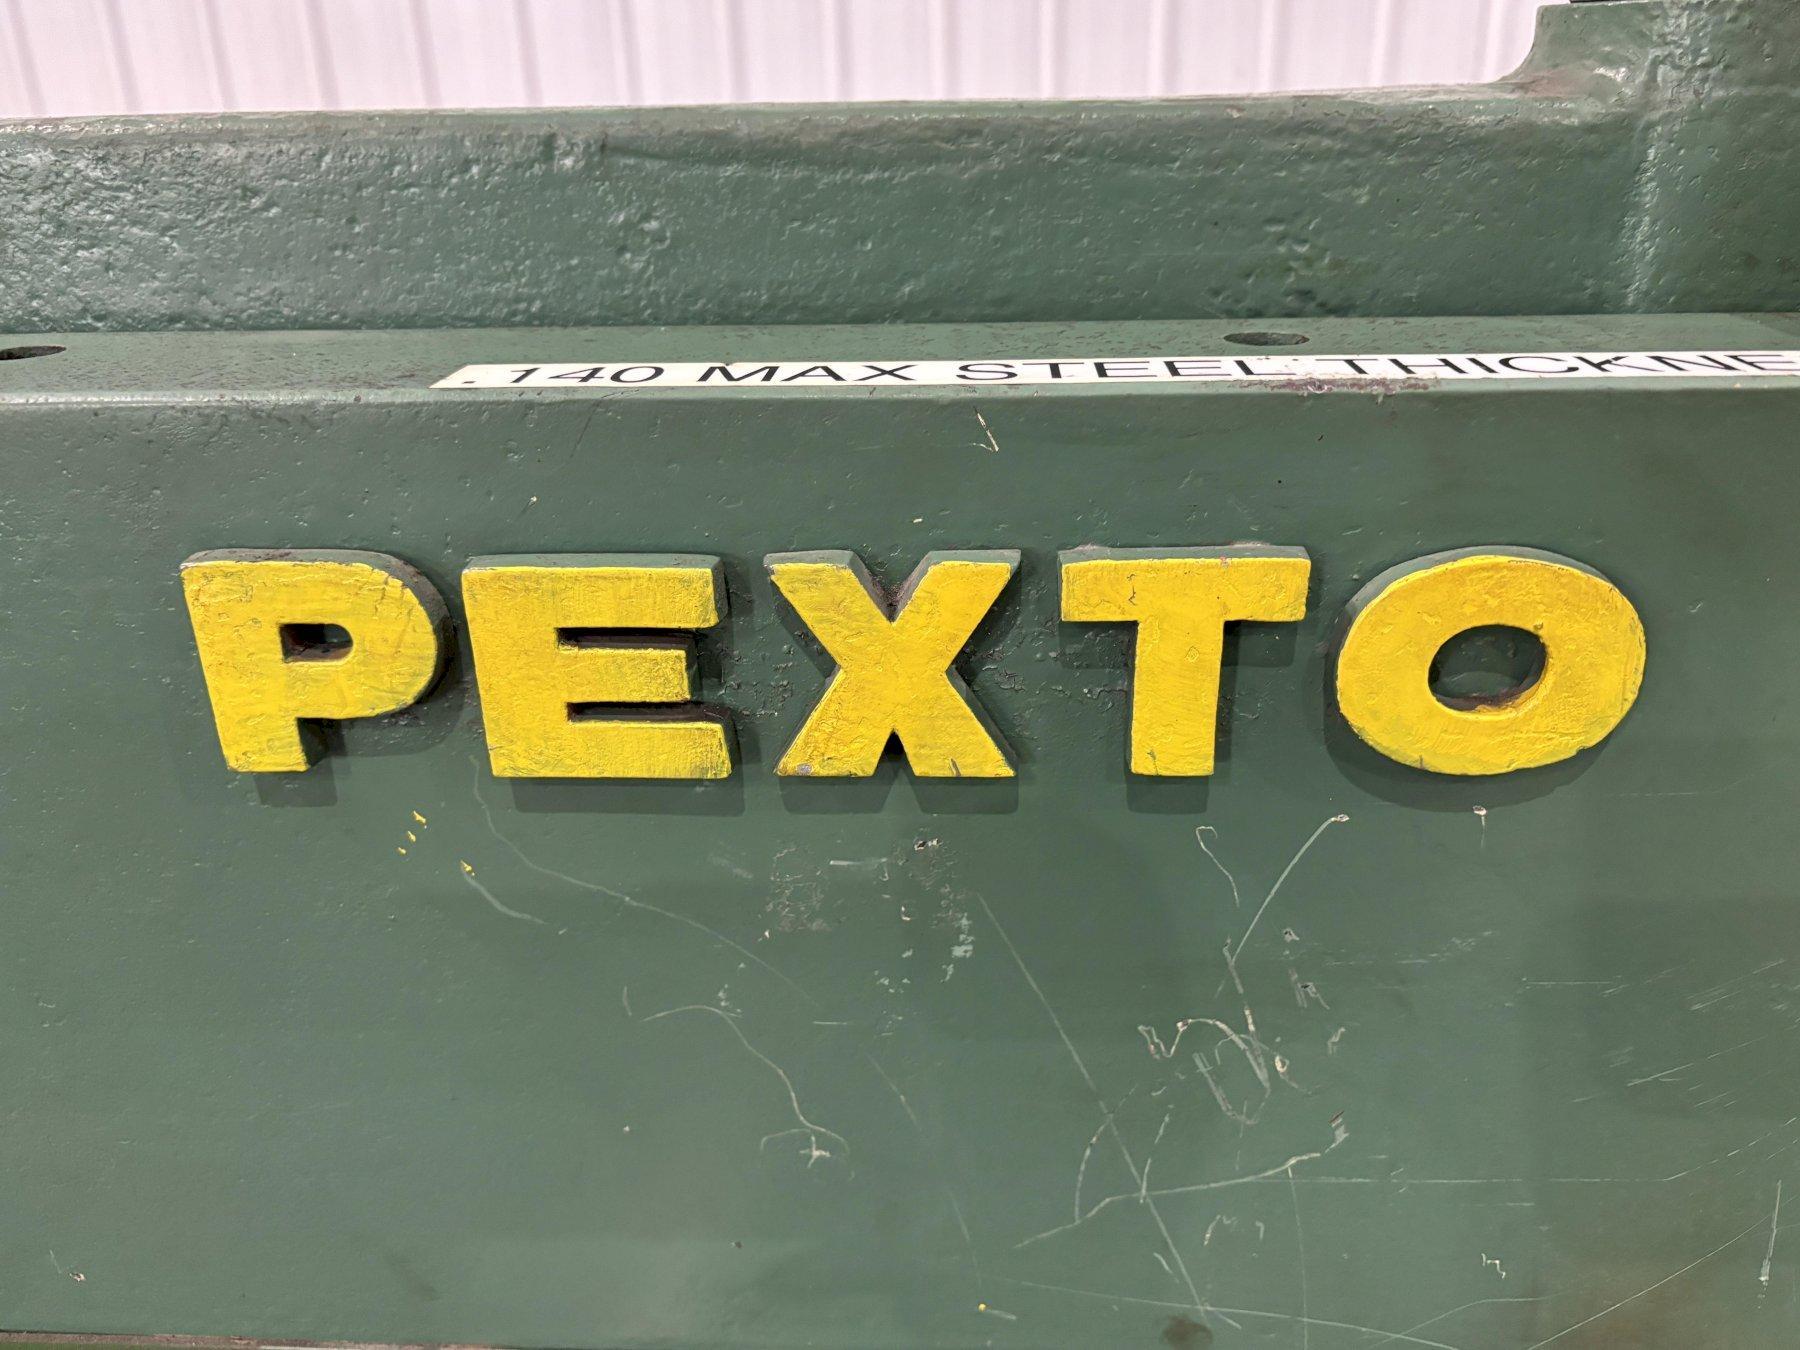 .140 MAX STEEL THICKNE
PEXTO